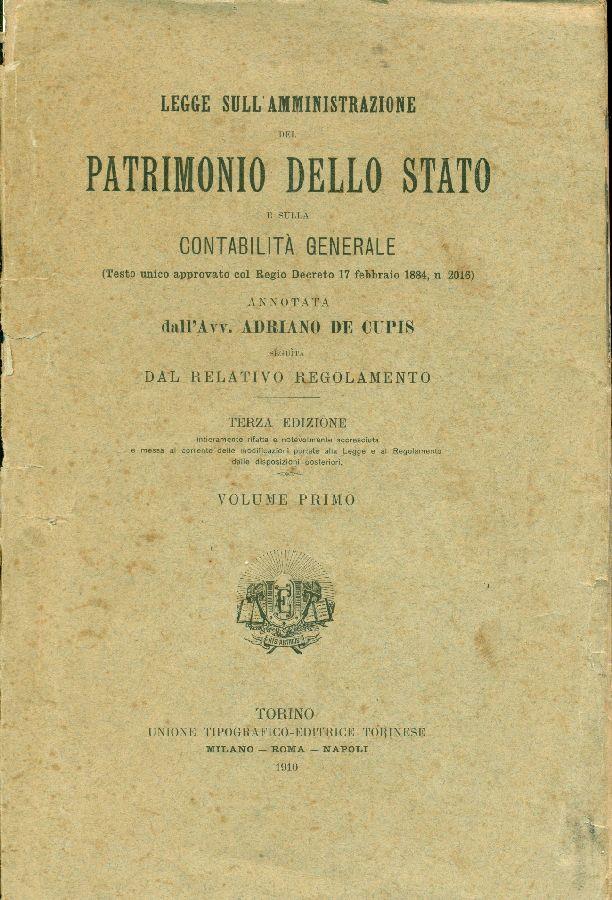 LEGGE SULL'AMMINISTRAZIONE
DEL
PATRIMONIO DELLO STATO
E SULLA
CONTABILITÀ GENERALE
(Testo unico approvato col Regio Decreto 17 febbraio 1884, n. 2016)
ANNOTATA
dall'Avv. ADRIANO DE CUPIS
SEGUITA
DAL RELATIVO REGOLAMENTO
TERZA EDIZIONE
intieramente rifatta e notevolmente accresciuta
e messa al corrente delle modificazioni portate alla Legge e al Regolamento
dalle disposizioni posteriori.
VOLUME PRIMO
TORINO
UNIONE TIPOGRAFICO-EDITRICE TORINESE
MILANO — ROMA — NAPOLI
1910